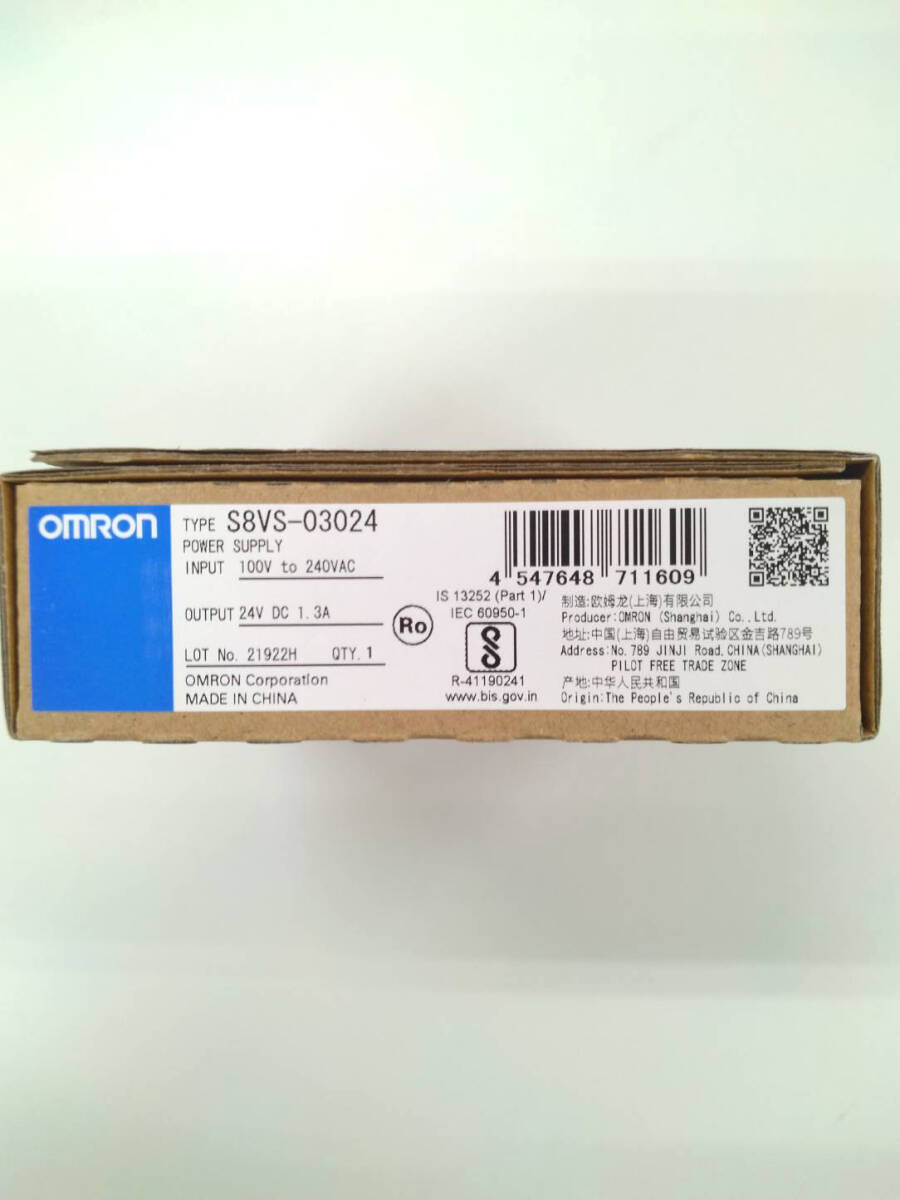 OMRON
TYPE S8VS-03024
POWER SUPPLY
INPUT 100V to 240VAC
OUTPUT 24V DC 1.3A
LOT No. 21922H QTY. 1
OMRON Corporation
MADE IN CHINA
Ro
4 547648 711609
IS 13252 (Part 1)/
IEC 60950-1
R-41190241
www.bis.gov.in
制造:欧姆龙(上海)有限公司
Producer:OMRON (Shanghai) Co.,Ltd.
地址:中国(上海)自由贸易试验区金吉路789号
Address:No.789 JINJI Road,CHINA(SHANGHAI)
PILOT FREE TRADE ZONE
产地:中华人民共和国
Origin:The People's Republic of China